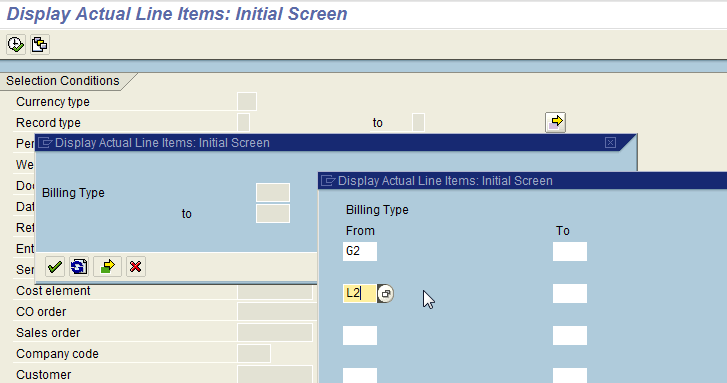 Display Actual Line Items: Initial Screen
Selection Conditions
Currency type
Record type to
Per
Display Actual Line Items: Initial Screen
We
Display Actual Line Items: Initial Screen
Doc
Billing Type
Dat
to
Ref
Ent
Ser
Billing Type
From To
G2
L2
Cost element
CO order
Sales order
Company code
Customer